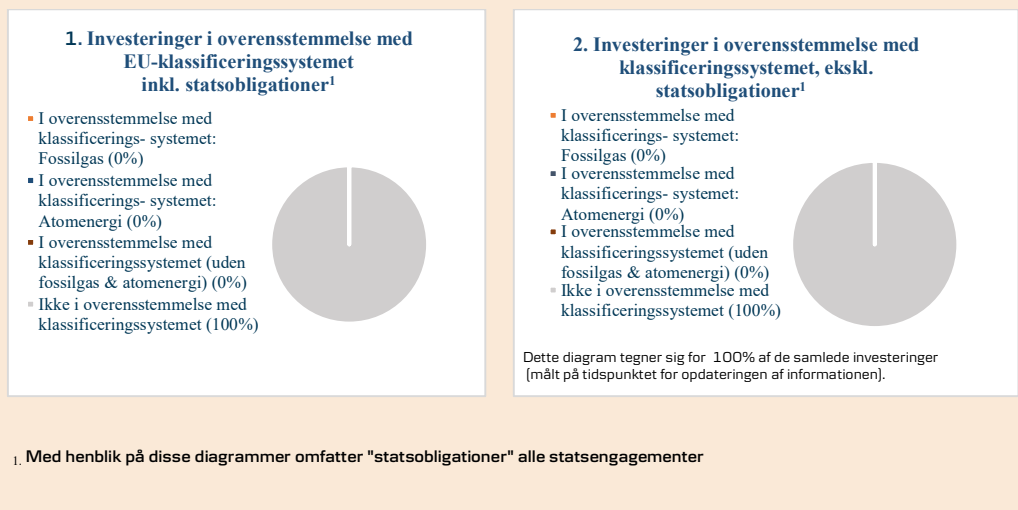 1. Investeringer i overensstemmelse med
EU-klassificeringssystemet
inkl. statsobligationer¹
I overensstemmelse med
klassificerings- systemet:
Fossilgas (0%)
I overensstemmelse med
klassificerings- systemet:
Atomenergi (0%)
I overensstemmelse med
klassificeringssystemet (uden
fossilgas & atomenergi) (0%)
Ikke i overensstemmelse med
klassificeringssystemet (100%)
2. Investeringer i overensstemmelse med
klassificeringssystemet, ekskl.
statsobligationer¹
I overensstemmelse med
klassificerings- systemet:
Fossilgas (0%)
I overensstemmelse med
klassificerings- systemet:
Atomenergi (0%)
I overensstemmelse med
klassificeringssystemet (uden
fossilgas & atomenergi) (0%)
Ikke i overensstemmelse med
klassificeringssystemet (100%)
Dette diagram tegner sig for 100% af de samlede investeringer
(målt på tidspunktet for opdateringen af informationen).
1. Med henblik på disse diagrammer omfatter "statsobligationer" alle statsengagementer